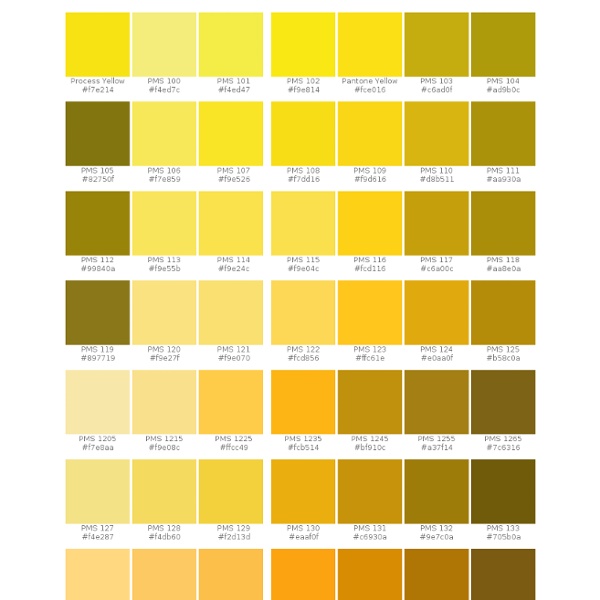 Process Yellow PMS 100 PMS 101 PMS 102 Pantone Yellow PMS 103 PMS 104
#f7e214 #f4ed7c #f4ed47 #f9e814 #fce016 #c6ad0f #ad9b0c
PMS 105 PMS 106 PMS 107 PMS 108 PMS 109 PMS 110 PMS 111
#82750f #f7e859 #f9e526 #f7dd16 #f9d616 #d8b511 #aa930a
PMS 112 PMS 113 PMS 114 PMS 115 PMS 116 PMS 117 PMS 118
#99840a #f9e55b #f9e24c #f9e04c #fcd116 #c6a00c #aa8e0a
PMS 119 PMS 120 PMS 121 PMS 122 PMS 123 PMS 124 PMS 125
#897719 #f9e27f #f9e070 #fcd856 #ffc61e #e0aa0f #b58c0a
PMS 1205 PMS 1215 PMS 1225 PMS 1235 PMS 1245 PMS 1255 PMS 1265
#f7e8aa #f9e08c #ffcc49 #fcb514 #bf910c #a37f14 #7c6316
PMS 127 PMS 128 PMS 129 PMS 130 PMS 131 PMS 132 PMS 133
#f4e287 #f4db60 #f2d13d #eaaf0f #c6930a #9e7c0a #705b0a